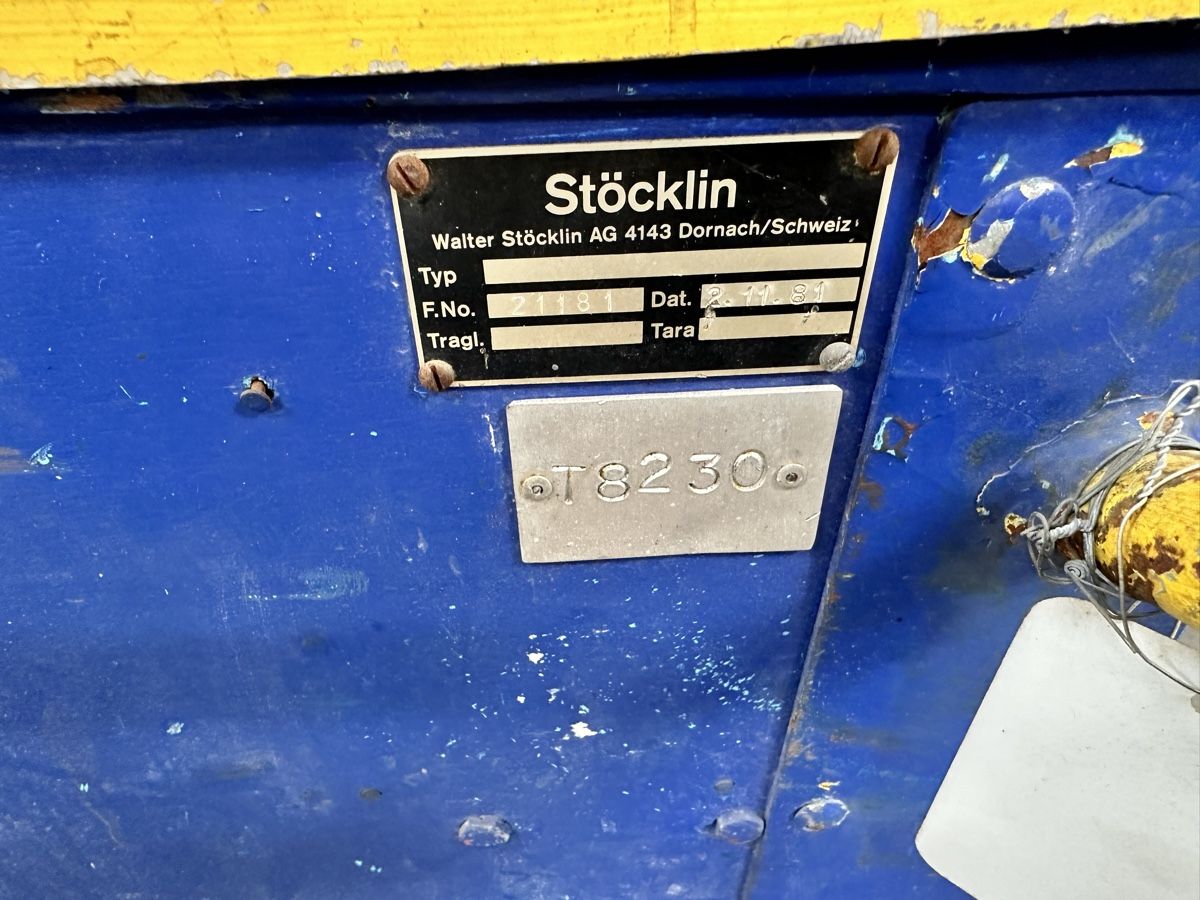 Stöcklin
Walter Stöcklin AG 4143 Dornach/Schweiz
Typ
F.No. 21181 Dat. 2.11.81
Tragl. Tara
T8230